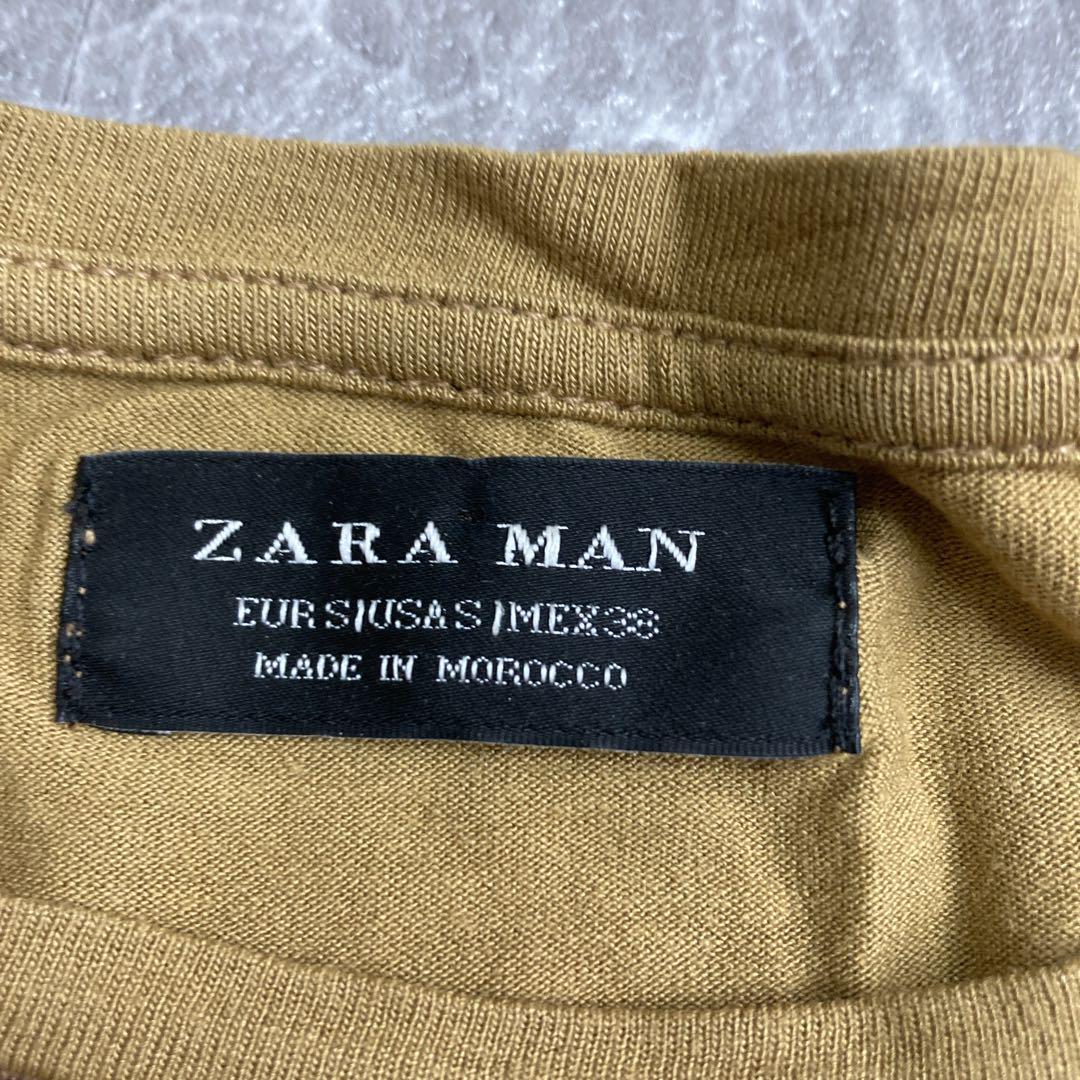 ZARA MAN
EUR S/USA S/MEX 38
MADE IN MOROCCO